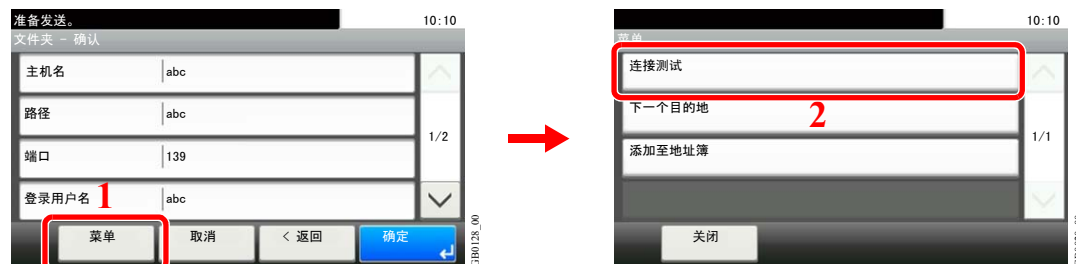 准备发送。
10:10
文件夹 - 确认
主机名 abc
路径 abc
1/2
端口 139
登录用户名 abc
1
菜单 取消 < 返回 确定
GB0128_00
10:10
菜单
连接测试
下一个目的地
2
1/1
添加至地址簿
关闭